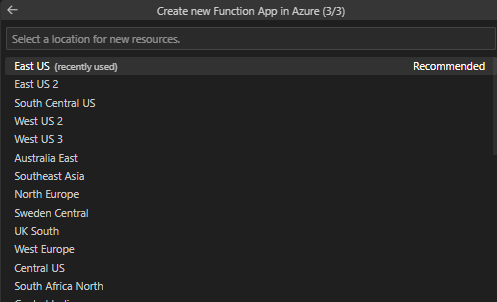 Create new Function App in Azure (3/3)
Select a location for new resources.
East US (recently used) Recommended
East US 2
South Central US
West US 2
West US 3
Australia East
Southeast Asia
North Europe
Sweden Central
UK South
West Europe
Central US
South Africa North